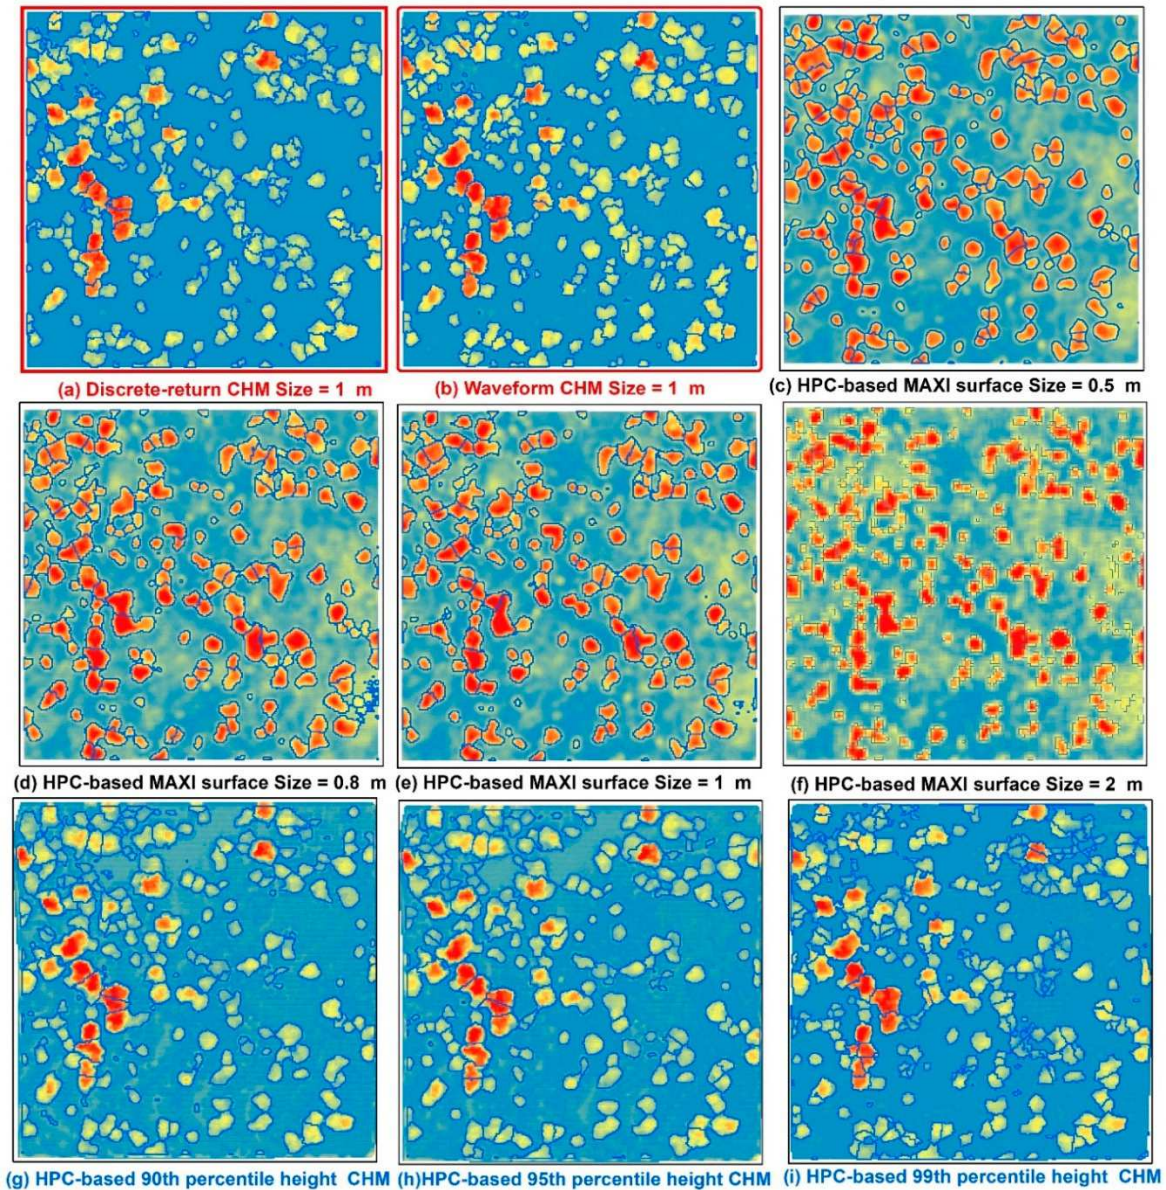 (a) Discrete-return CHM Size = 1 m
(b) Waveform CHM Size = 1 m
(c) HPC-based MAXI surface Size = 0.5 m
(d) HPC-based MAXI surface Size = 0.8 m
(e) HPC-based MAXI surface Size = 1 m
(f) HPC-based MAXI surface Size = 2 m
(g) HPC-based 90th percentile height CHM
(h)HPC-based 95th percentile height CHM
(i) HPC-based 99th percentile height CHM